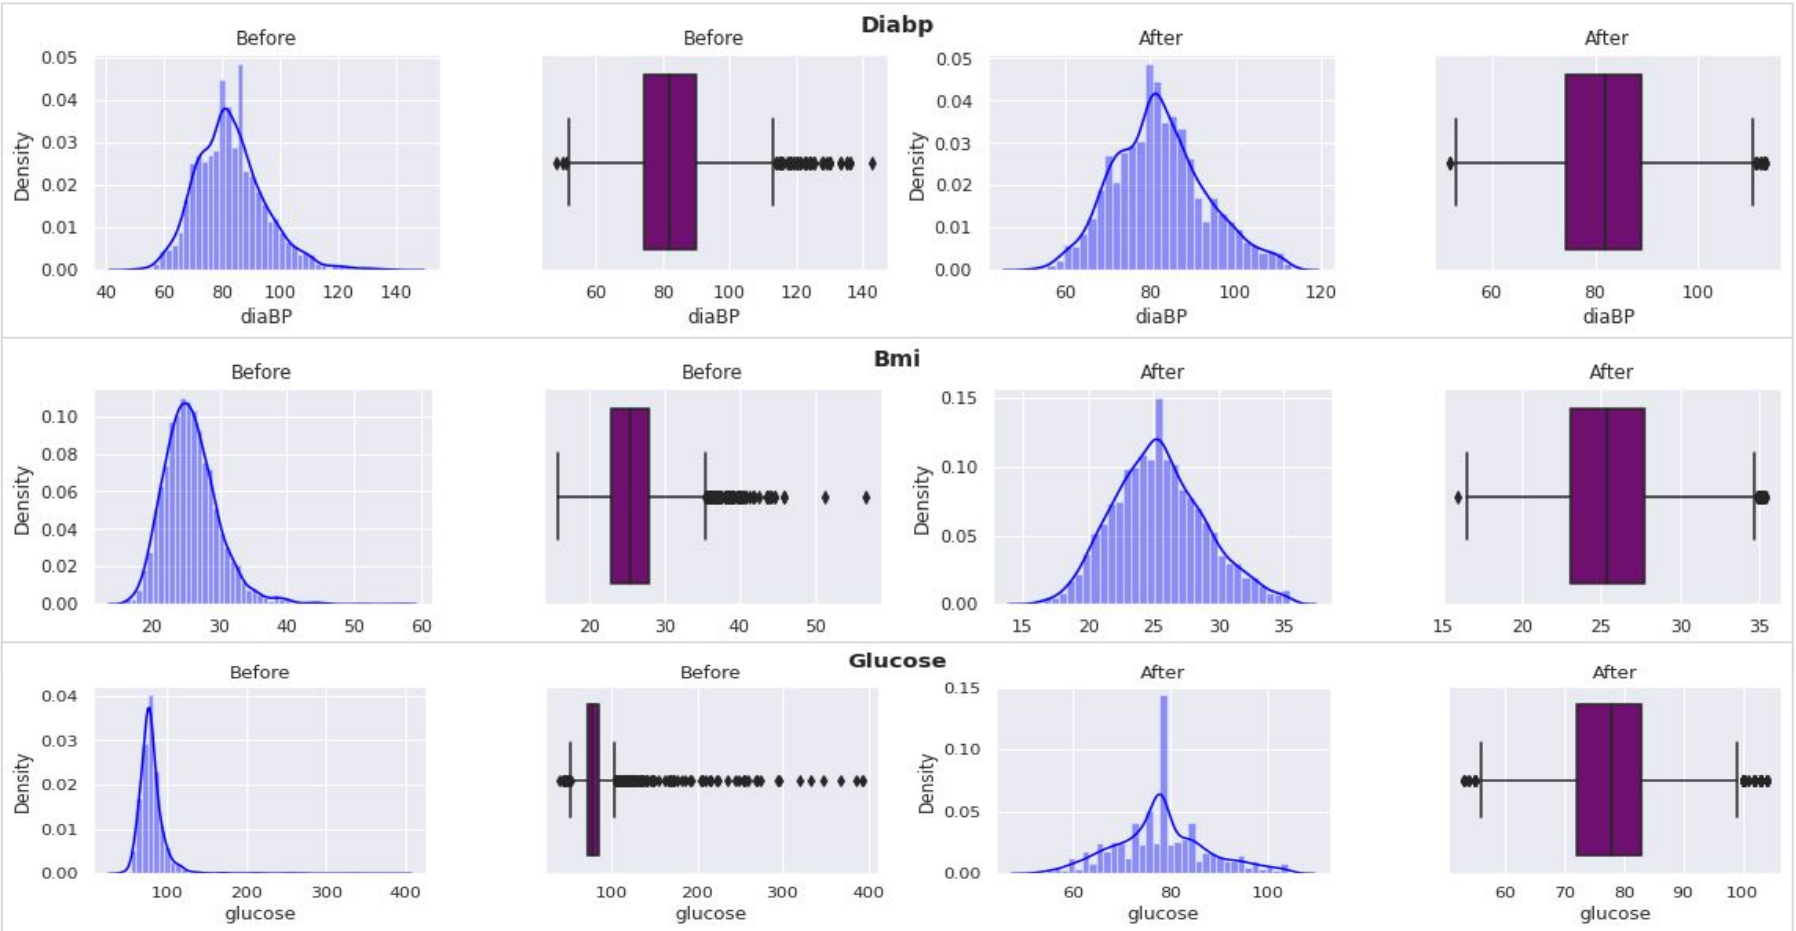 Diabp
Before Before After After
0.05 0.05
0.04 0.04
0.03 0.03
0.02 0.02
0.01 0.01
0.00 0.00
Density Density
40 60 80 100 120 140 60 80 100 120 140 60 80 100 120 60 80 100
diaBP diaBP diaBP diaBP
Bmi
Before Before After After
0.10 0.15
0.08 0.10
0.06 0.05
0.04 0.00
0.02
0.00
Density Density
20 30 40 50 60 20 30 40 50 15 20 25 30 35 15 20 25 30 35
Glucose
Before Before After After
0.04 0.15
0.03 0.10
0.02 0.05
0.01 0.00
0.00
Density Density
100 200 300 400 100 200 300 400 60 80 100 60 70 80 90 100
glucose glucose glucose glucose